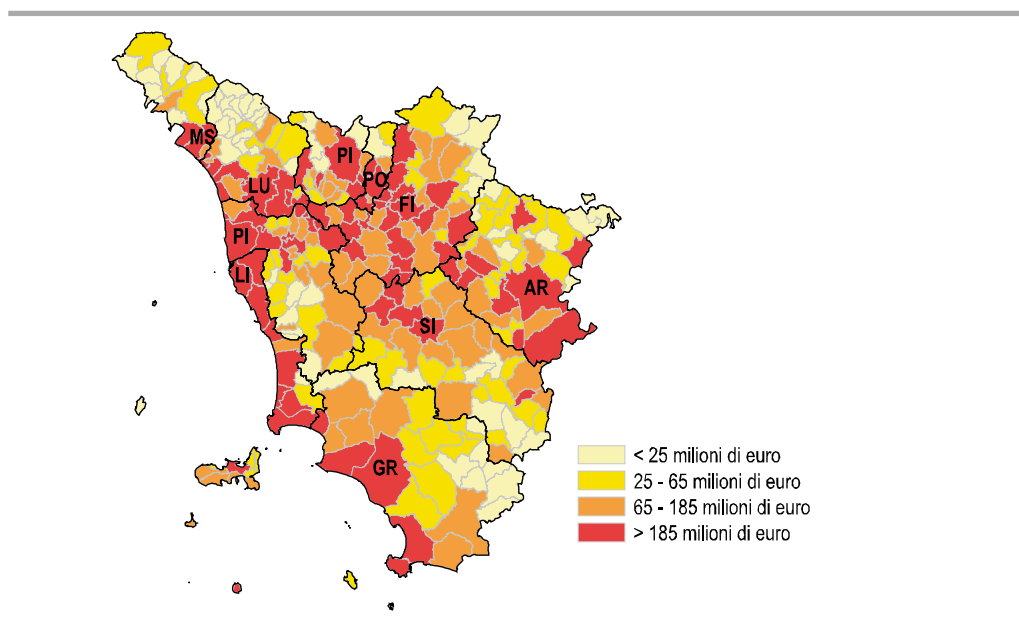 MS
PI
PO
LU
FI
PI
LI
AR
SI
GR
< 25 milioni di euro
25 - 65 milioni di euro
65 - 185 milioni di euro
> 185 milioni di euro